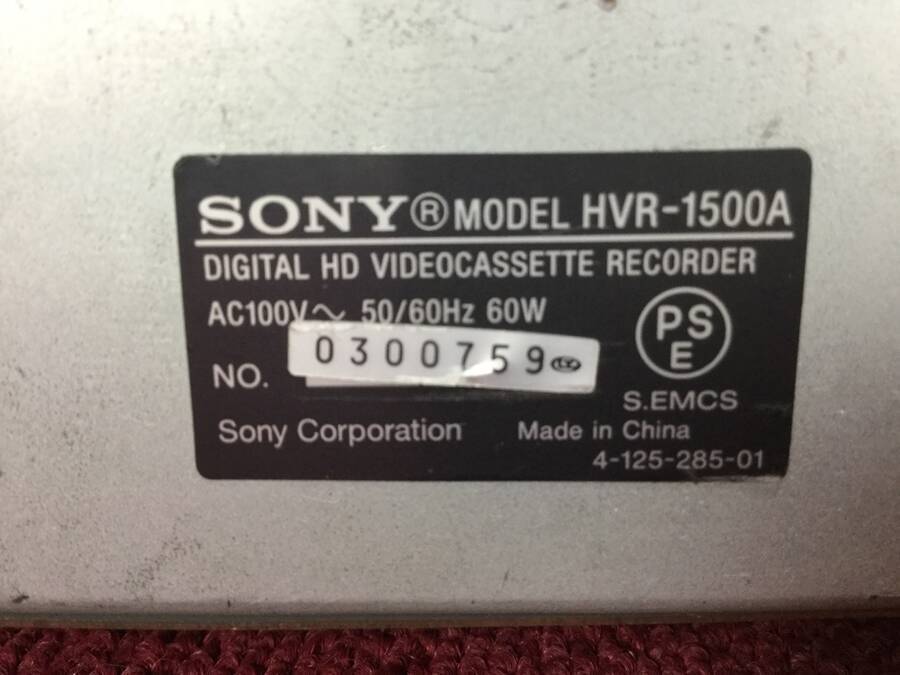 SONY® MODEL HVR-1500A
DIGITAL HD VIDEOCASSETTE RECORDER
AC100V~ 50/60Hz 60W
NO. 0300759
PS
E
S.EMCS
Sony Corporation Made in China
4-125-285-01